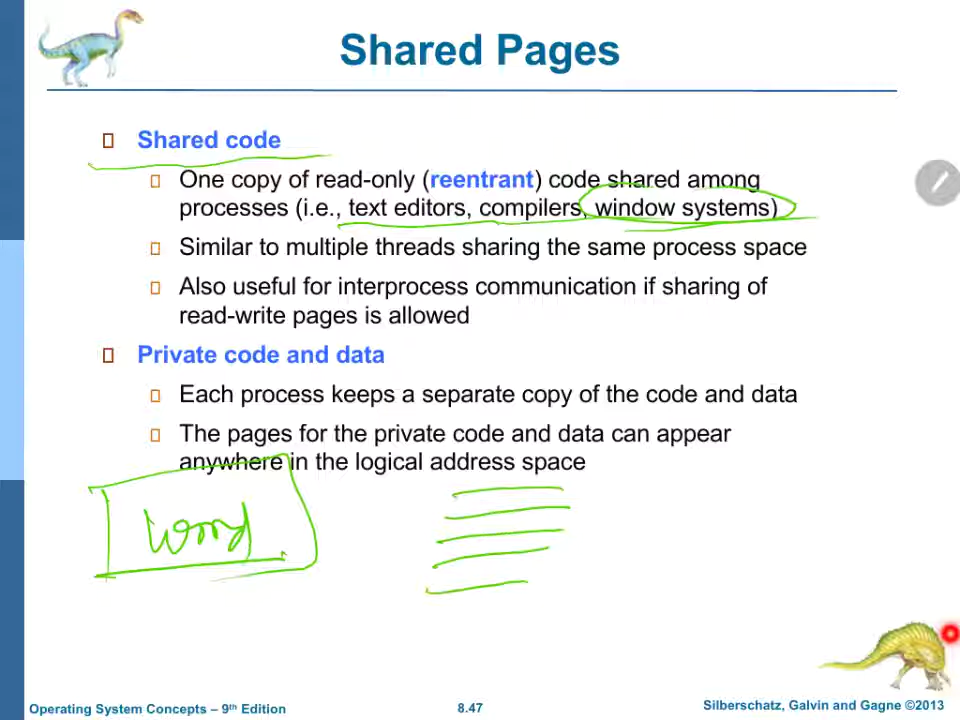 Shared Pages
Shared code
One copy of read-only (reentrant) code shared among
processes (i.e., text editors, compilers, window systems)
Similar to multiple threads sharing the same process space
Also useful for interprocess communication if sharing of
read-write pages is allowed
Private code and data
Each process keeps a separate copy of the code and data
The pages for the private code and data can appear
anywhere in the logical address space
Word
Operating System Concepts – 9th Edition
8.47
Silberschatz, Galvin and Gagne ©2013